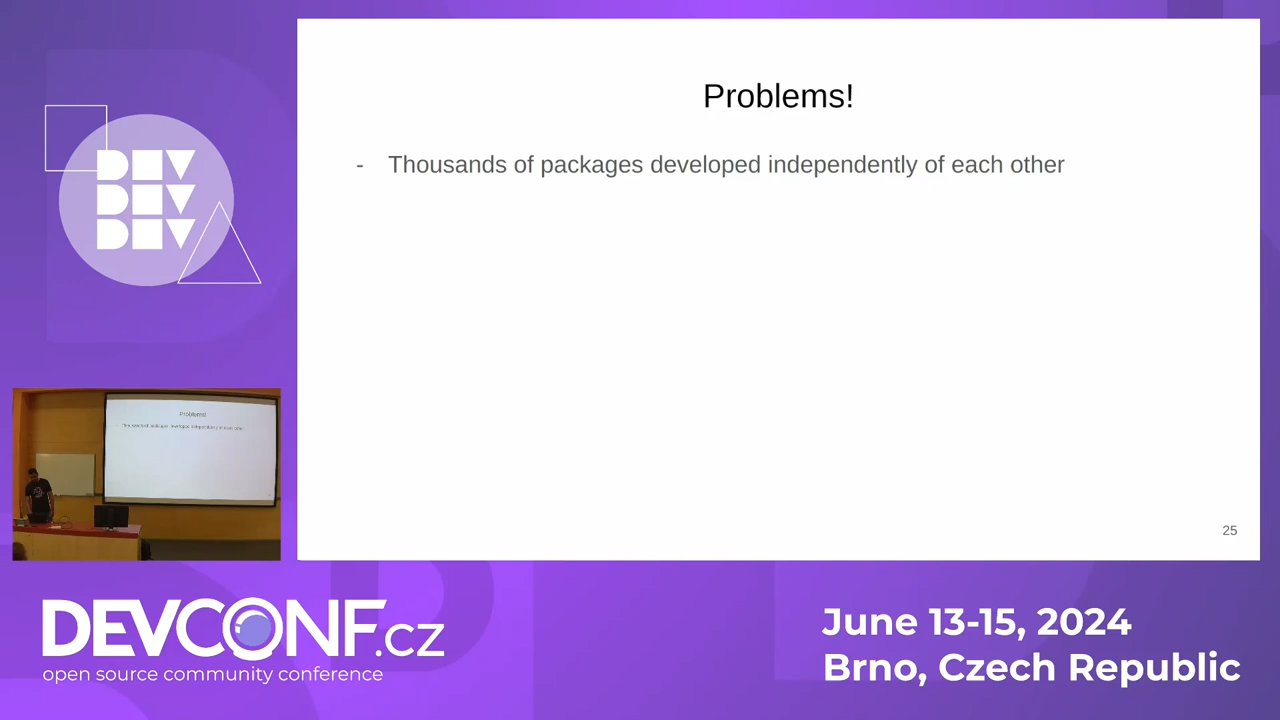 Problems!
- Thousands of packages developed independently of each other
25
DEV
DEV
DEV
Problems!
DEVCONF.CZ
open source community conference
June 13-15, 2024
Brno, Czech Republic